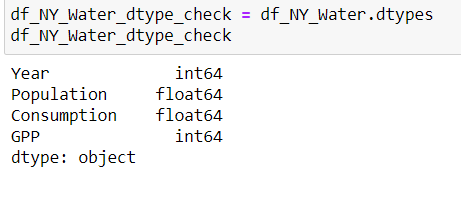 df_NY_Water_dtype_check = df_NY_Water.dtypes
df_NY_Water_dtype_check
Year int64
Population float64
Consumption float64
GPP int64
dtype: object